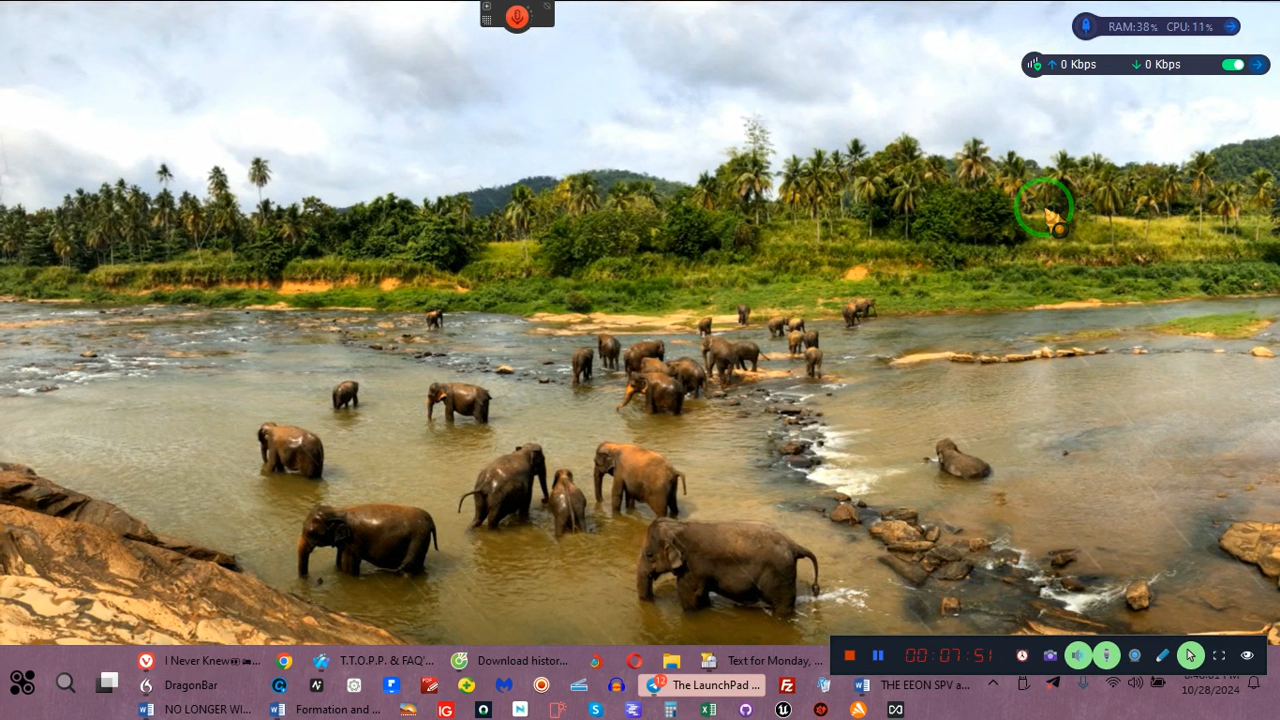 RAM:38% CPU:11%
0 Kbps 0 Kbps
00:07:51
I Never Knew
T.T.O.P.P. & FAQ'...
Download histor...
Text for Monday, ...
DragonBar
12
The LaunchPad ...
THE EEON SPV a...
NO LONGER WI...
Formation and ...
10/28/2024